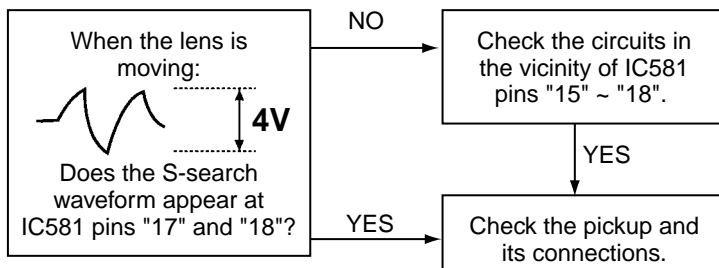 When the lens is
moving:
4V
Does the S-search
waveform appear at
IC581 pins "17" and "18"?
NO
Check the circuits in
the vicinity of IC581
pins "15" ~ "18".
YES
YES
Check the pickup and
its connections.